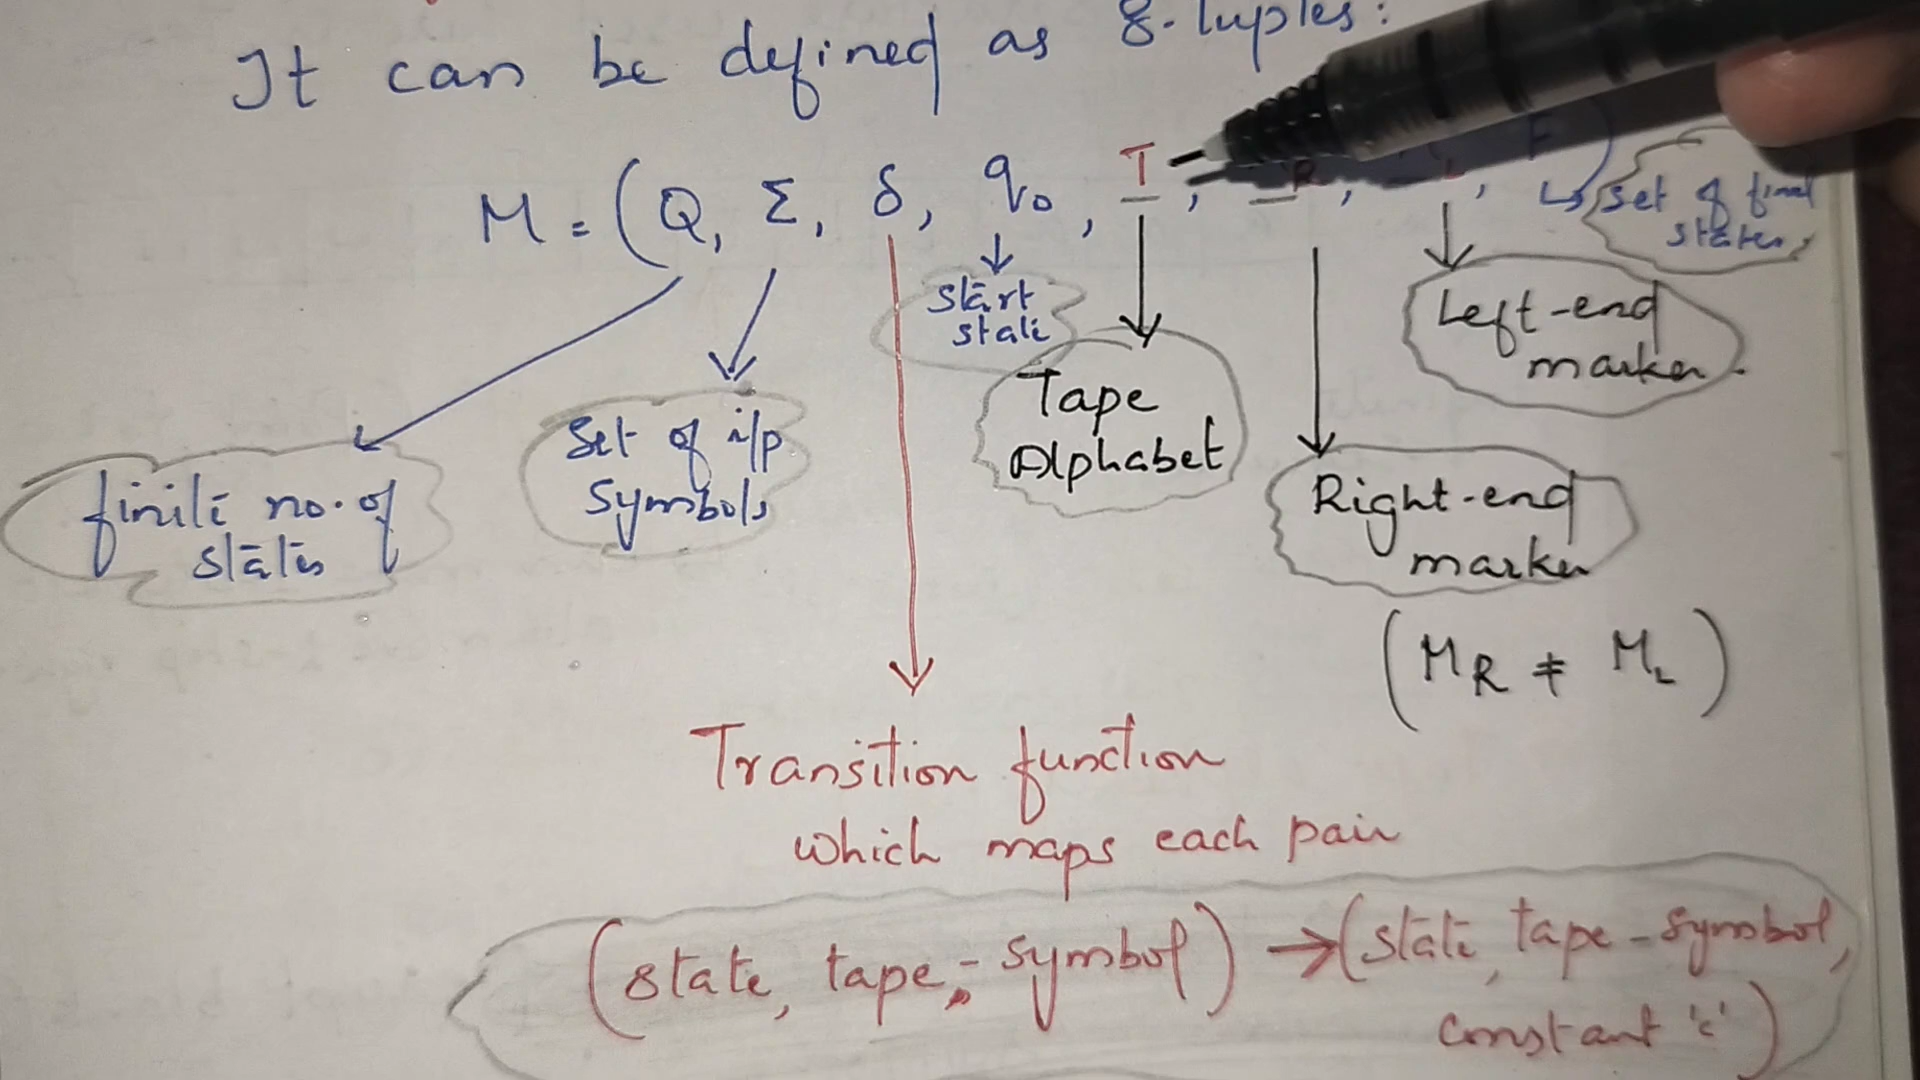 It can be defined as 8-tuples:
M = (Q, Σ, δ, q₀, T, R, L, F)
set of final
states
start
state
Left-end
marker
Tape
Alphabet
Set of i/p
Symbols
finite no. of
states
Right-end
marker
(M_R ≠ M_L)
Transition function
which maps each pair
(state, tape-symbol) → (state, tape-symbol,
constant 'c')